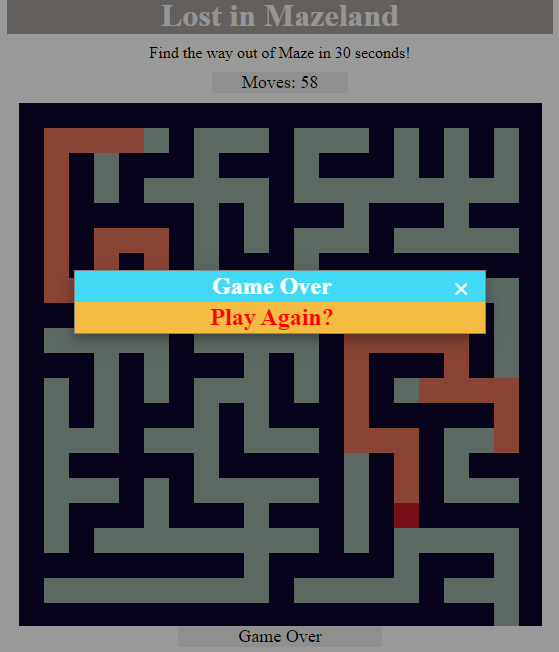 Lost in Mazeland
Find the way out of Maze in 30 seconds!
Moves: 58
Game Over ×
Play Again?
Game Over